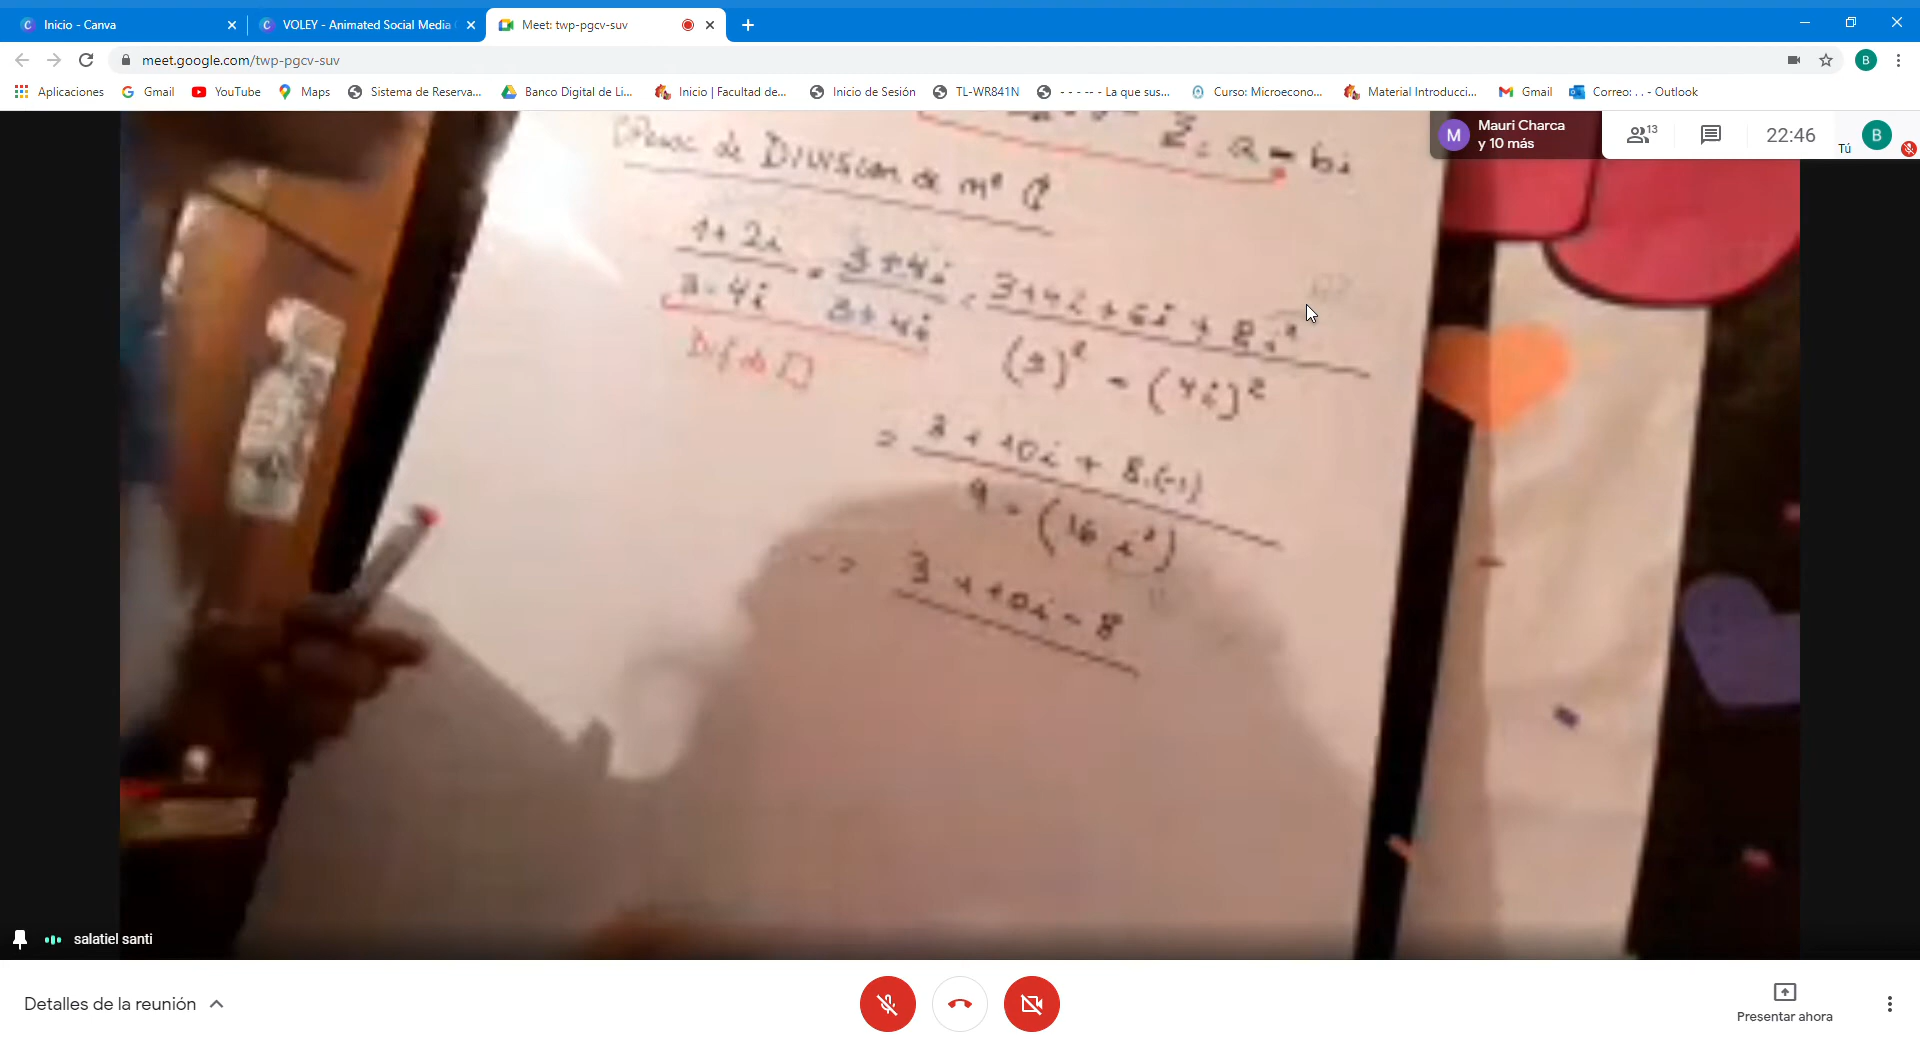 Inicio - Canva
VOLEY - Animated Social Media
Meet: twp-pgcv-suv
meet.google.com/twp-pgcv-suv
B
Aplicaciones
Gmail
YouTube
Maps
Sistema de Reserva...
Banco Digital de Li...
Inicio | Facultad de...
Inicio de Sesión
TL-WR841N
- - - -- - La que sus...
Curso: Microecono...
Material Introducci...
Gmail
Correo: . . - Outlook
M
Mauri Charca
y 10 más
13
22:46
Tú
B
z̄ = a - bi
de Division de nº ₵
1 + 2i / 3 - 4i · 3 + 4i / 3 + 4i = 3 + 4i + 6i + 8i² / (3)² - (4i)²
Dif de □
= 3 + 10i + 8.(-1) / 9 - (16 i²)
= 3 + 10i - 8
salatiel santi
Detalles de la reunión
Presentar ahora